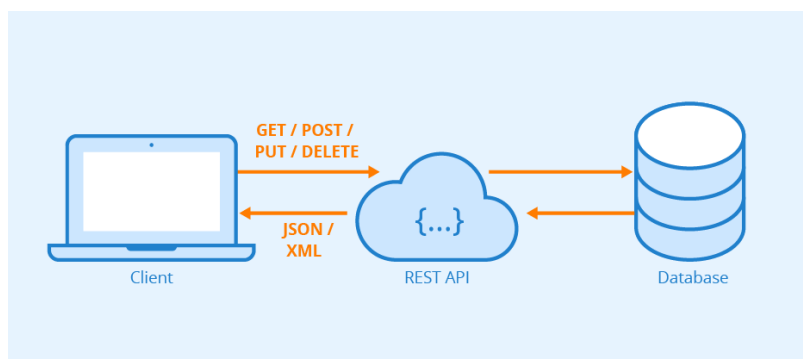 GET / POST /
PUT / DELETE
{...}
JSON /
XML
Client
REST API
Database